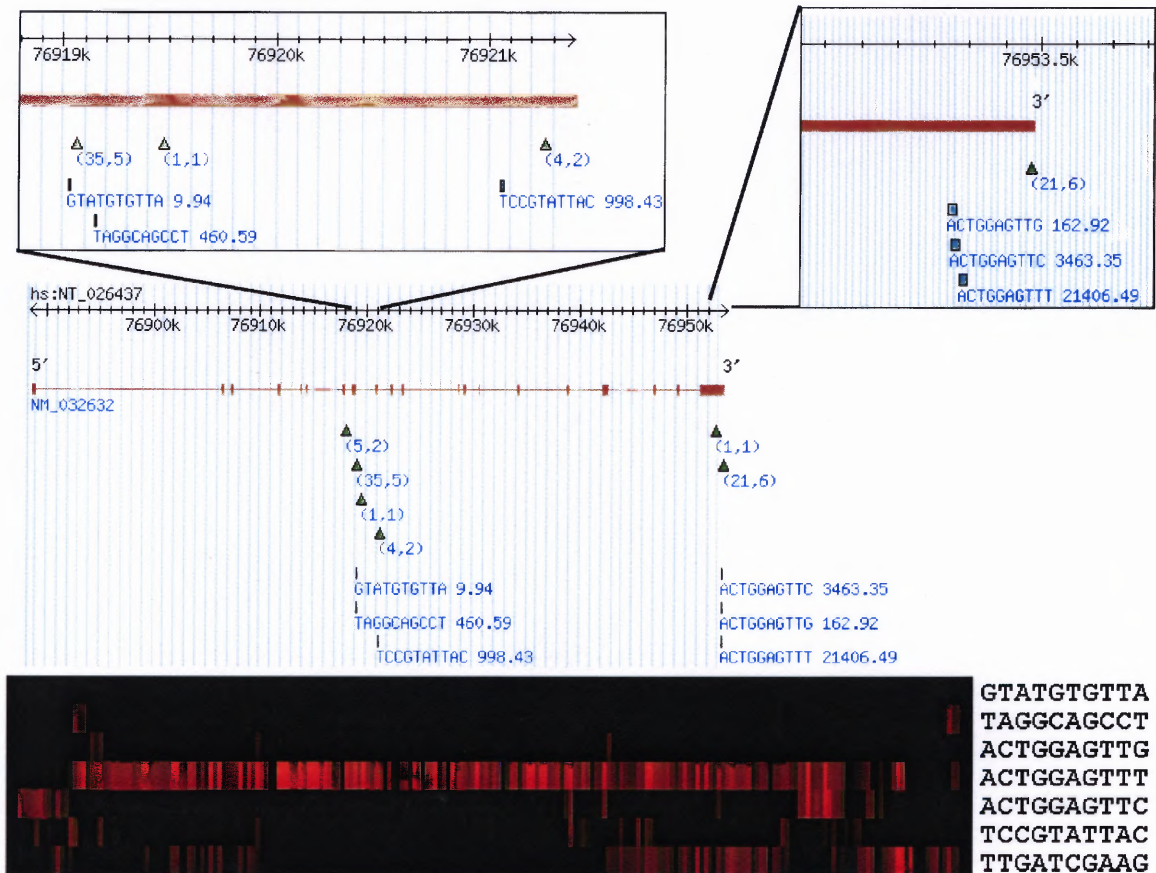 76919k 76920k 76921k
(35,5) (1,1) (4,2)
GTATGTGTTA 9.94 TCCGTATTAC 998.43
TAGGCAGCCT 460.59
76953.5k
3′
(21,6)
ACTGGAGTTG 162.92
ACTGGAGTTC 3463.35
ACTGGAGTTT 21406.49
hs:NT_026437
76900k 76910k 76920k 76930k 76940k 76950k
5′ 3′
NM_032632
(5,2) (1,1)
(35,5) (21,6)
(1,1)
(4,2)
GTATGTGTTA 9.94 ACTGGAGTTC 3463.35
TAGGCAGCCT 460.59 ACTGGAGTTG 162.92
TCCGTATTAC 998.43 ACTGGAGTTT 21406.49
GTATGTGTTA
TAGGCAGCCT
ACTGGAGTTG
ACTGGAGTTT
ACTGGAGTTC
TCCGTATTAC
TTGATCGAAG